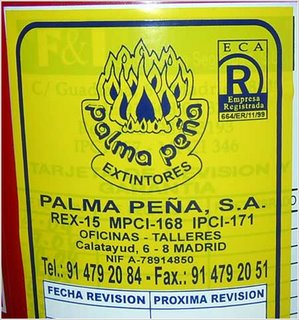 F&
ECA
R
Empresa
Registrada
664/ER/11/99
palma peña
EXTINTORES
PALMA PEÑA, S.A.
REX-15 MPCI-168 IPCI-171
OFICINAS - TALLERES
Calatayud, 6 - 8 MADRID
NIF A-78914850
Tel.: 91 479 20 84 - Fax.: 91 479 20 51
FECHA REVISION
PROXIMA REVISION